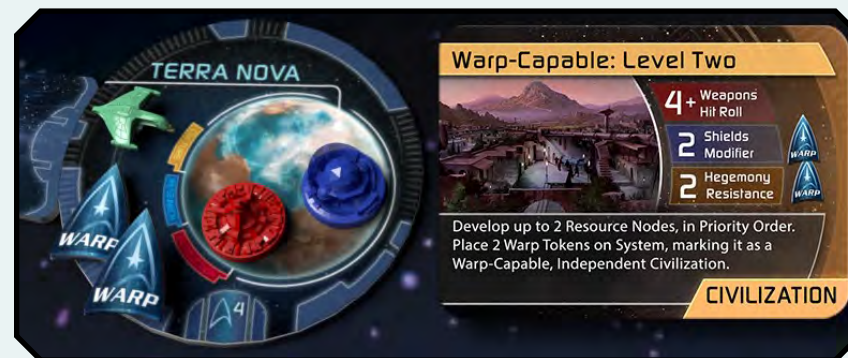 TERRA NOVA
WARP
WARP
4
Warp-Capable: Level Two
4+ Weapons Hit Roll
2 Shields Modifier
WARP
2 Hegemony Resistance
WARP
Develop up to 2 Resource Nodes, in Priority Order.
Place 2 Warp Tokens on System, marking it as a
Warp-Capable, Independent Civilization.
CIVILIZATION